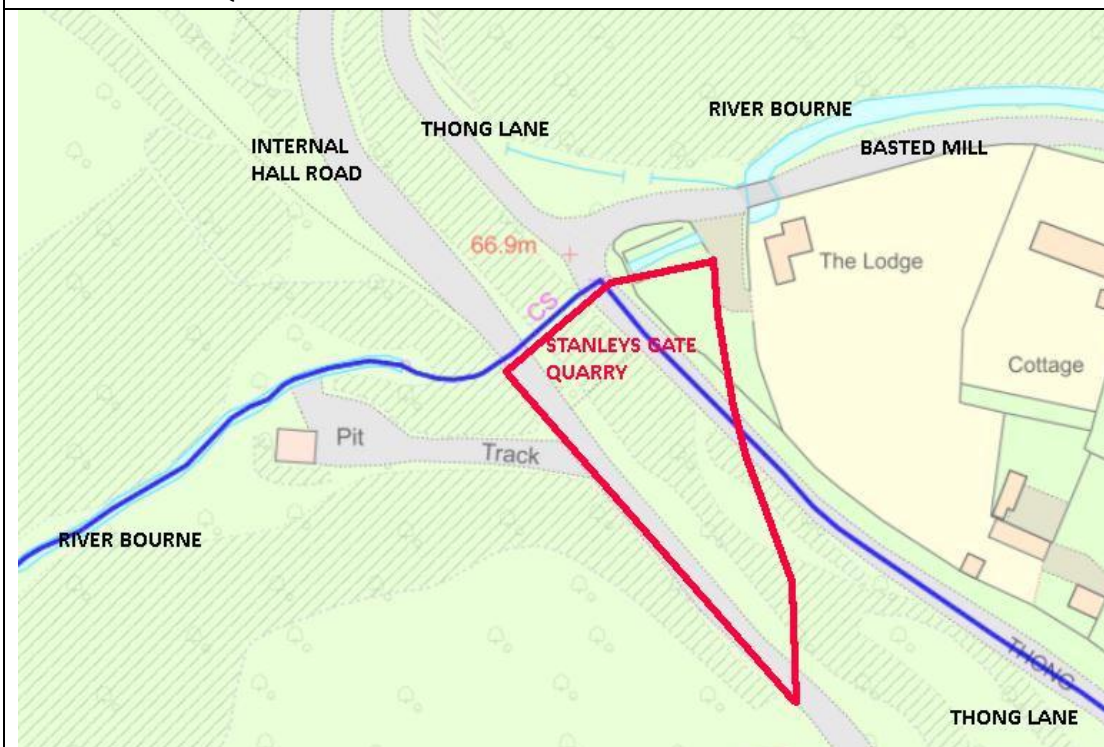 RIVER BOURNE
THONG LANE
BASTED MILL
INTERNAL
HALL ROAD
66.9m
The Lodge
CS
STANLEYS GATE
QUARRY
Cottage
Pit
Track
RIVER BOURNE
THONG
THONG LANE